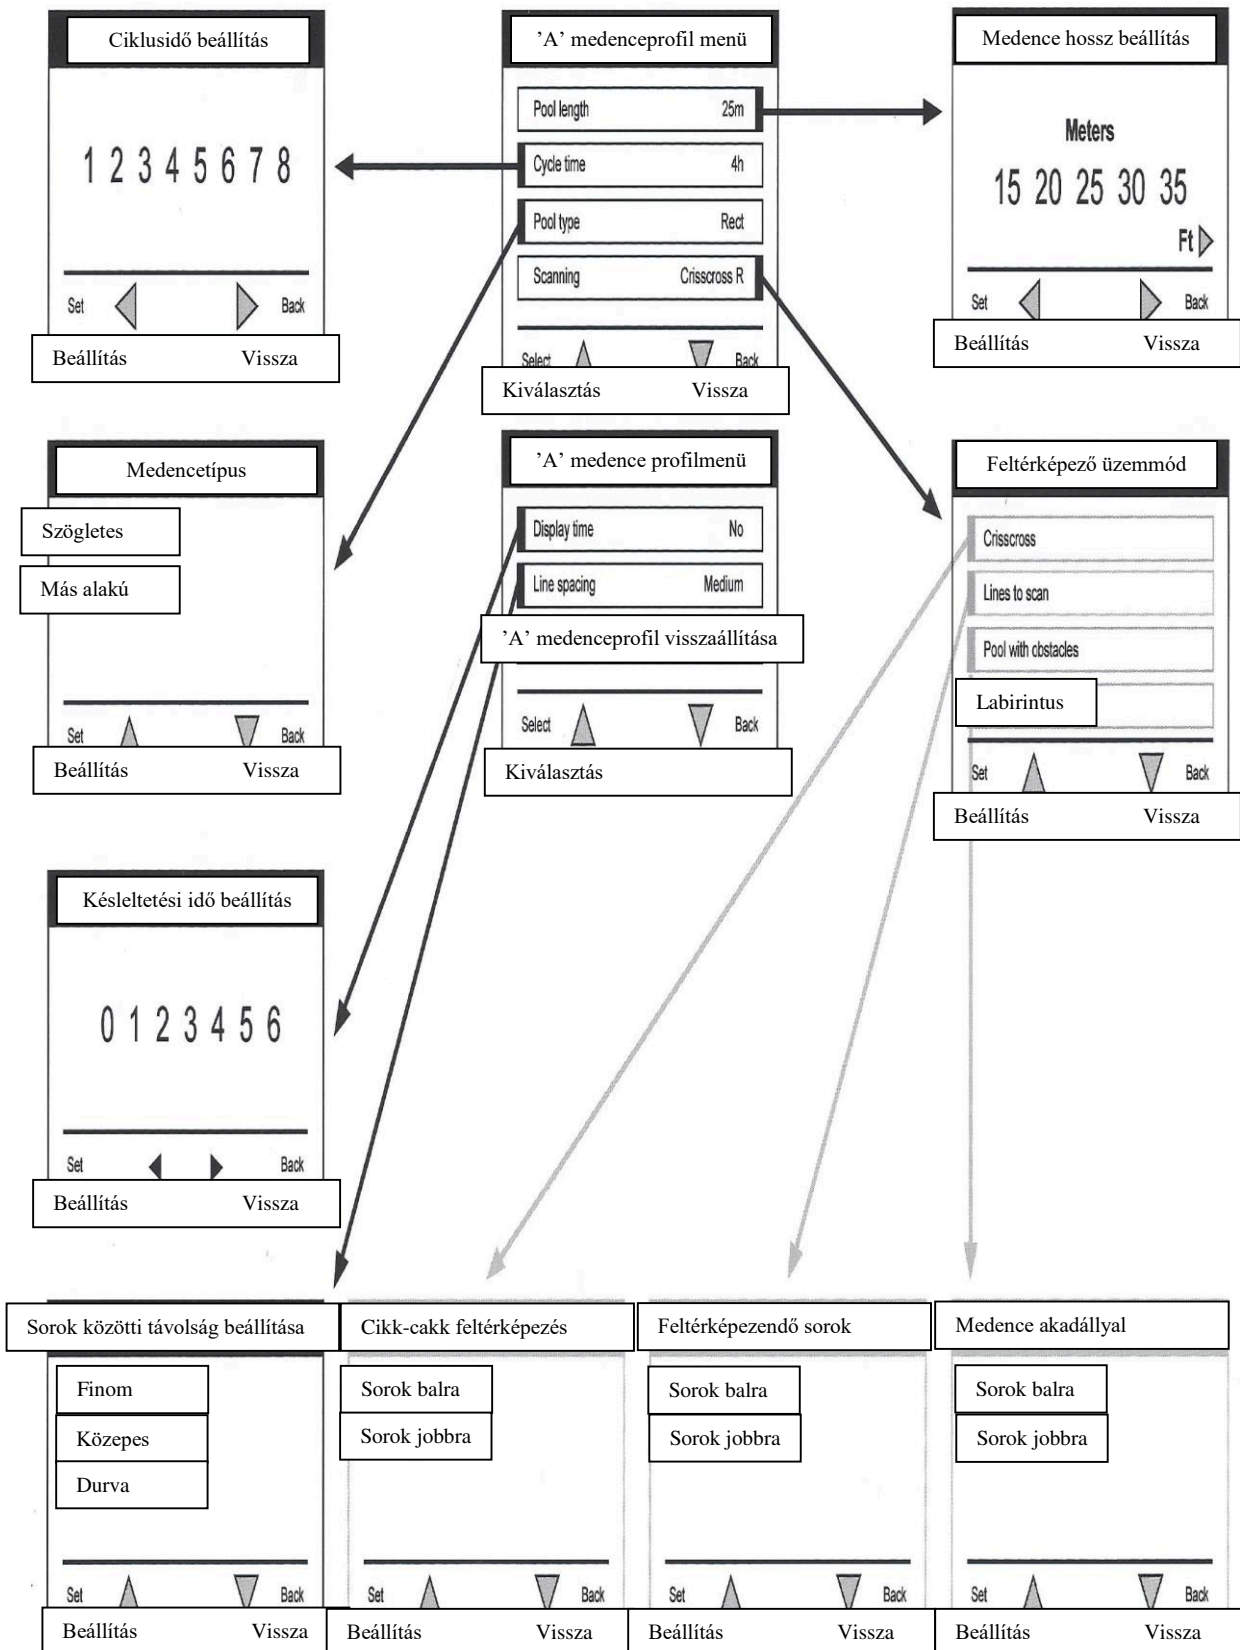 Ciklusidő beállítás
1 2 3 4 5 6 7 8
Set Back
Beállítás Vissza
'A' medenceprofil menü
Pool length 25m
Cycle time 4h
Pool type Rect
Scanning Crisscross R
Select Back
Kiválasztás Vissza
Medence hossz beállítás
Meters
15 20 25 30 35
Ft
Set Back
Beállítás Vissza
Medencetípus
Szögletes
Más alakú
Set Back
Beállítás Vissza
'A' medence profilmenü
Display time No
Line spacing Medium
'A' medenceprofil visszaállítása
Select Back
Kiválasztás
Feltérképező üzemmód
Crisscross
Lines to scan
Pool with obstacles
Labirintus
Set Back
Beállítás Vissza
Késleltetési idő beállítás
0 1 2 3 4 5 6
Set Back
Beállítás Vissza
Sorok közötti távolság beállítása
Finom
Közepes
Durva
Set Back
Beállítás Vissza
Cikk-cakk feltérképezés
Sorok balra
Sorok jobbra
Set Back
Beállítás Vissza
Feltérképezendő sorok
Sorok balra
Sorok jobbra
Set Back
Beállítás Vissza
Medence akadállyal
Sorok balra
Sorok jobbra
Set Back
Beállítás Vissza